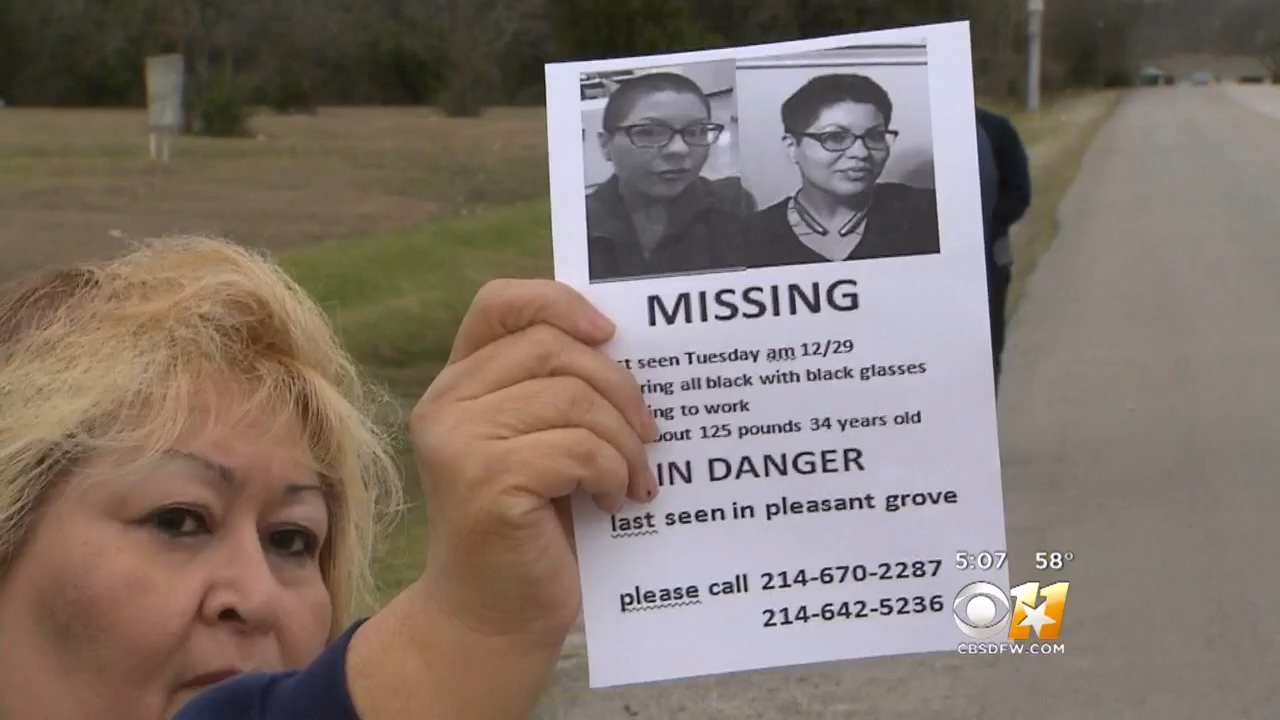 MISSING
seen Tuesday am 12/29
all black with black glasses
to work
125 pounds 34 years old
IN DANGER
last seen in pleasant grove
please call 214-670-2287
214-642-5236
5:07 58°
11
CBSDFW.COM